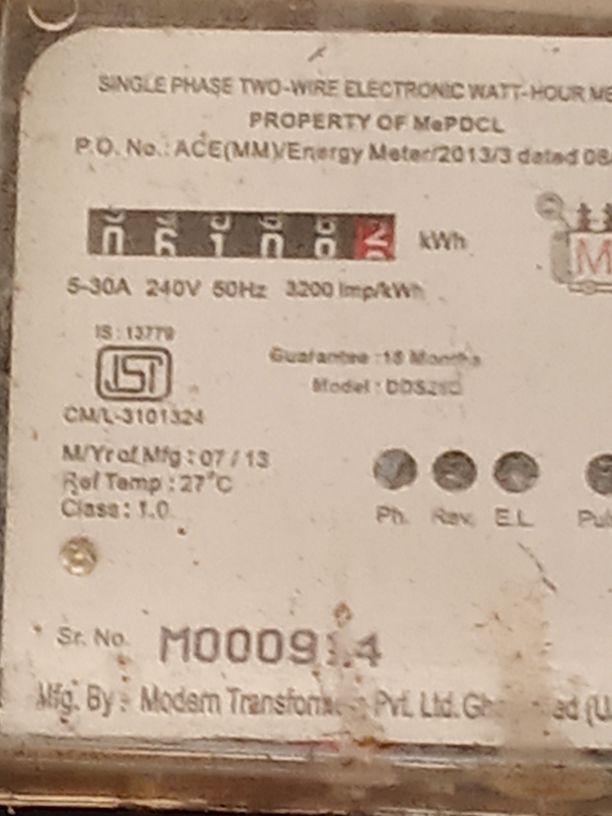 SINGLE PHASE TWO-WIRE ELECTRONIC WATT-HOUR
PROPERTY OF MePDCL
P.O. No.: ACE(MM)/Energy Meter/2013/3 dated 08/
kWh
5-30A 240V 50Hz 3200 Imp/kWh
IS : 13779
ISI
CM/L-3101324
Guarantee : 18 Months
Model :
M/Yr of Mfg : 07 / 13
Ref Temp : 27°C
Class : 1.0
Ph. Rev. E.L.
Sr. No.
Mfg. By : Modern Pvt. Ltd.